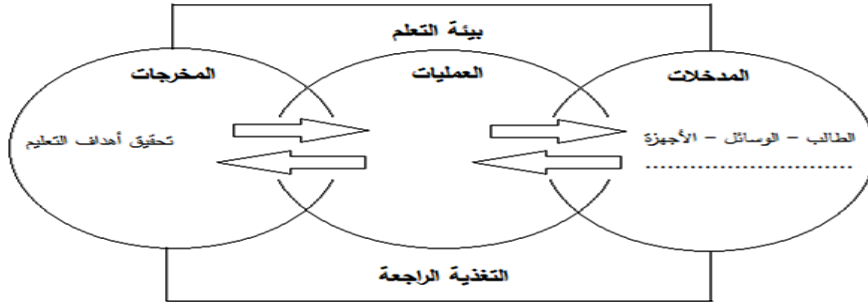 بيئة التعلم
المدخلات
العمليات
المخرجات
الطالب – الوسائل – الأجهزة
............................
تحقيق أهداف التعليم
التغذية الراجعة